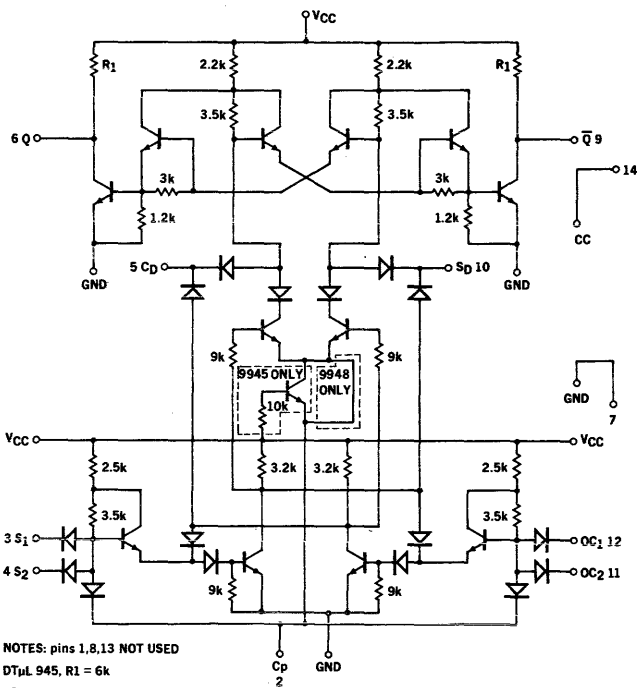 VCC
R1
2.2k
2.2k
R1
3.5k
3.5k
6 Q
Q 9
3k
3k
14
1.2k
1.2k
CC
GND
5 CD
SD 10
GND
9k
9k
9945 ONLY
9948 ONLY
10k
GND
7
VCC
VCC
2.5k
3.2k
3.2k
2.5k
3.5k
3.5k
3 S1
OC1 12
4 S2
OC2 11
9k
9k
NOTES: pins 1,8,13 NOT USED
Cp
2
GND
DTμL 945, R1 = 6k